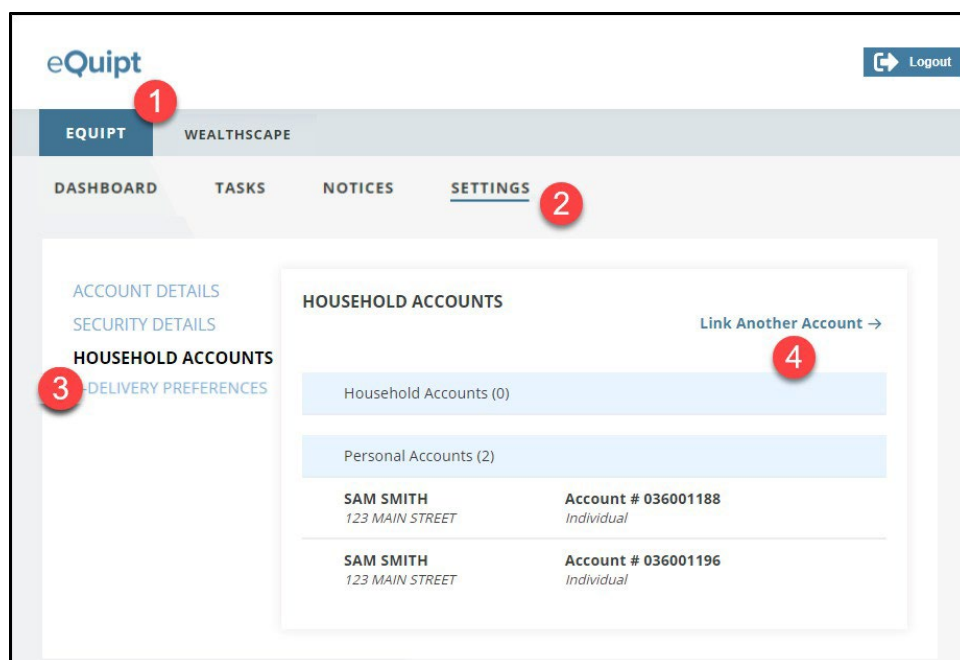 eQuipt
Logout
1
EQUIPT WEALTHSCAPE
DASHBOARD TASKS NOTICES SETTINGS
2
ACCOUNT DETAILS
SECURITY DETAILS
HOUSEHOLD ACCOUNTS
3
-DELIVERY PREFERENCES
HOUSEHOLD ACCOUNTS
Link Another Account →
4
Household Accounts (0)
Personal Accounts (2)
SAM SMITH Account # 036001188
123 MAIN STREET Individual
SAM SMITH Account # 036001196
123 MAIN STREET Individual